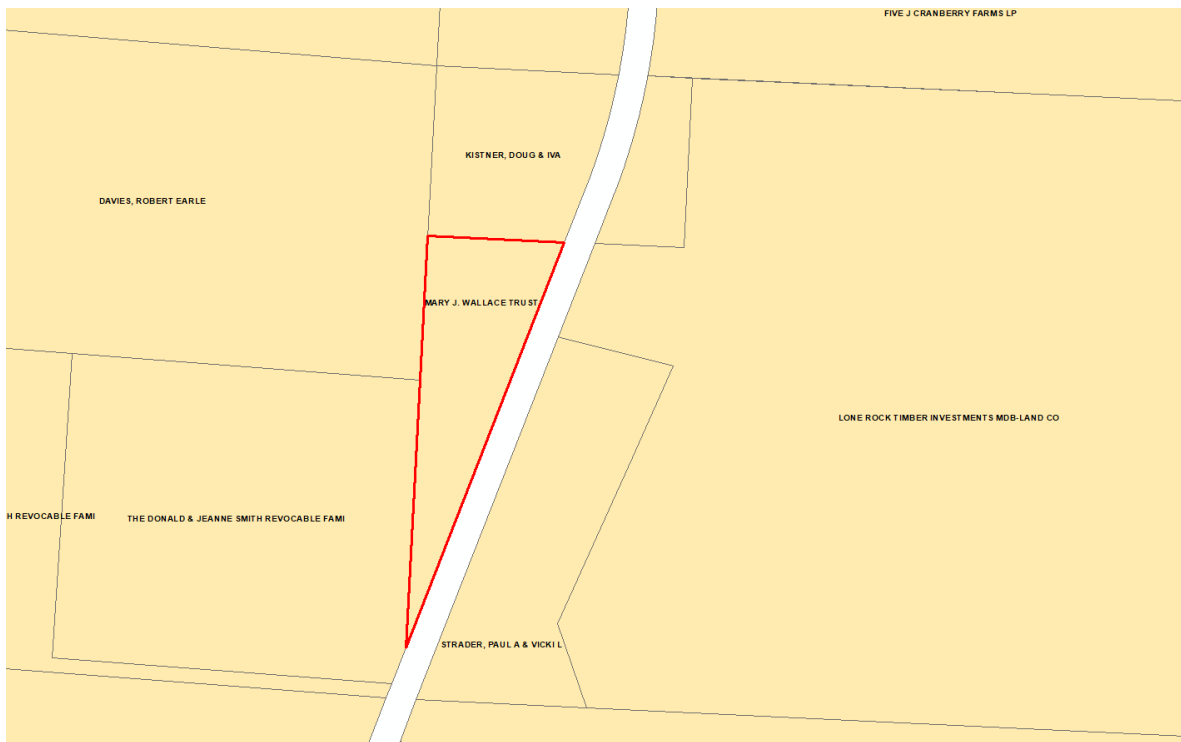 FIVE J CRANBERRY FARMS LP
KISTNER, DOUG & IVA
DAVIES, ROBERT EARLE
MARY J. WALLACE TRUST
LONE ROCK TIMBER INVESTMENTS MDB-LAND CO
H REVOCABLE FAMI
THE DONALD & JEANNE SMITH REVOCABLE FAMI
STRADER, PAUL A & VICKI L